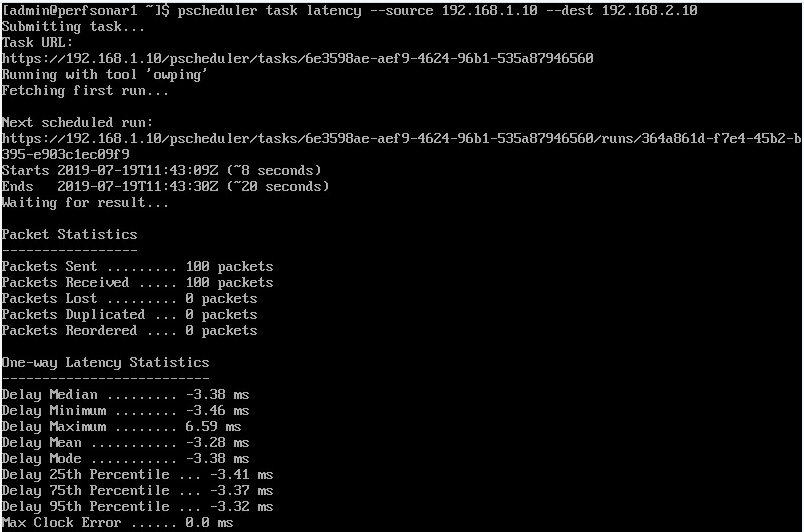 [admin@perfsonar1 ~]$ pscheduler task latency --source 192.168.1.10 --dest 192.168.2.10
Submitting task...
Task URL:
https://192.168.1.10/pscheduler/tasks/6e3598ae-aef9-4624-96b1-535a87946560
Running with tool 'owping'
Fetching first run...
Next scheduled run:
https://192.168.1.10/pscheduler/tasks/6e3598ae-aef9-4624-96b1-535a87946560/runs/364a861d-f7e4-45b2-b
395-e903c1ec09f9
Starts 2019-07-19T11:43:09Z (~8 seconds)
Ends   2019-07-19T11:43:30Z (~20 seconds)
Waiting for result...
Packet Statistics
-----------------
Packets Sent ......... 100 packets
Packets Received ..... 100 packets
Packets Lost ......... 0 packets
Packets Duplicated ... 0 packets
Packets Reordered .... 0 packets
One-way Latency Statistics
--------------------------
Delay Median ......... -3.38 ms
Delay Minimum ........ -3.46 ms
Delay Maximum ........ 6.59 ms
Delay Mean ........... -3.28 ms
Delay Mode ........... -3.38 ms
Delay 25th Percentile ... -3.41 ms
Delay 75th Percentile ... -3.37 ms
Delay 95th Percentile ... -3.32 ms
Max Clock Error ...... 0.0 ms